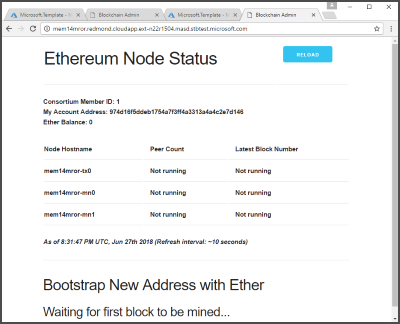 Microsoft.Template - Mi
Blockchain Admin
Microsoft.Template - Mi
Blockchain Admin
mem14mror.redmond.cloudapp.ext-n22r1504.masd.stbtest.microsoft.com
Ethereum Node Status
RELOAD
Consortium Member ID: 1
My Account Address: 974d16f5ddeb1754a7f3ff4a3313a4a4c2e7d146
Ether Balance: 0
Node Hostname Peer Count Latest Block Number
mem14mror-tx0 Not running Not running
mem14mror-mn0 Not running Not running
mem14mror-mn1 Not running Not running
As of 8:31:47 PM UTC, Jun 27th 2018 (Refresh interval: ~10 seconds)
Bootstrap New Address with Ether
Waiting for first block to be mined...